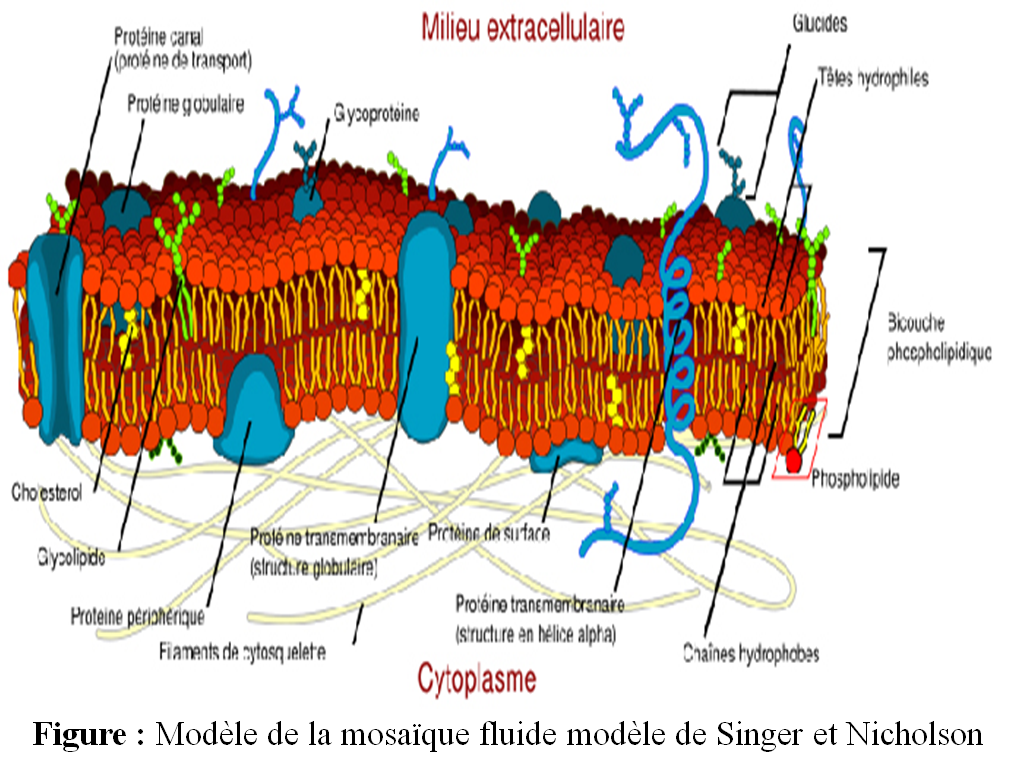 Milieu extracellulaire
Glucides
Protéine canal
(protéine de transport)
Têtes hydrophiles
Protéine globulaire
Glycoprotéine
Bicouche
phospholipidique
Phospholipide
Cholesterol
Glycolipide
Protéine transmembranaire
(structure globulaire)
Protéine de surface
Protéine périphérique
Filaments de cytosquelette
Protéine transmembranaire
(structure en hélice alpha)
Chaînes hydrophobes
Cytoplasme
Figure : Modèle de la mosaïque fluide modèle de Singer et Nicholson